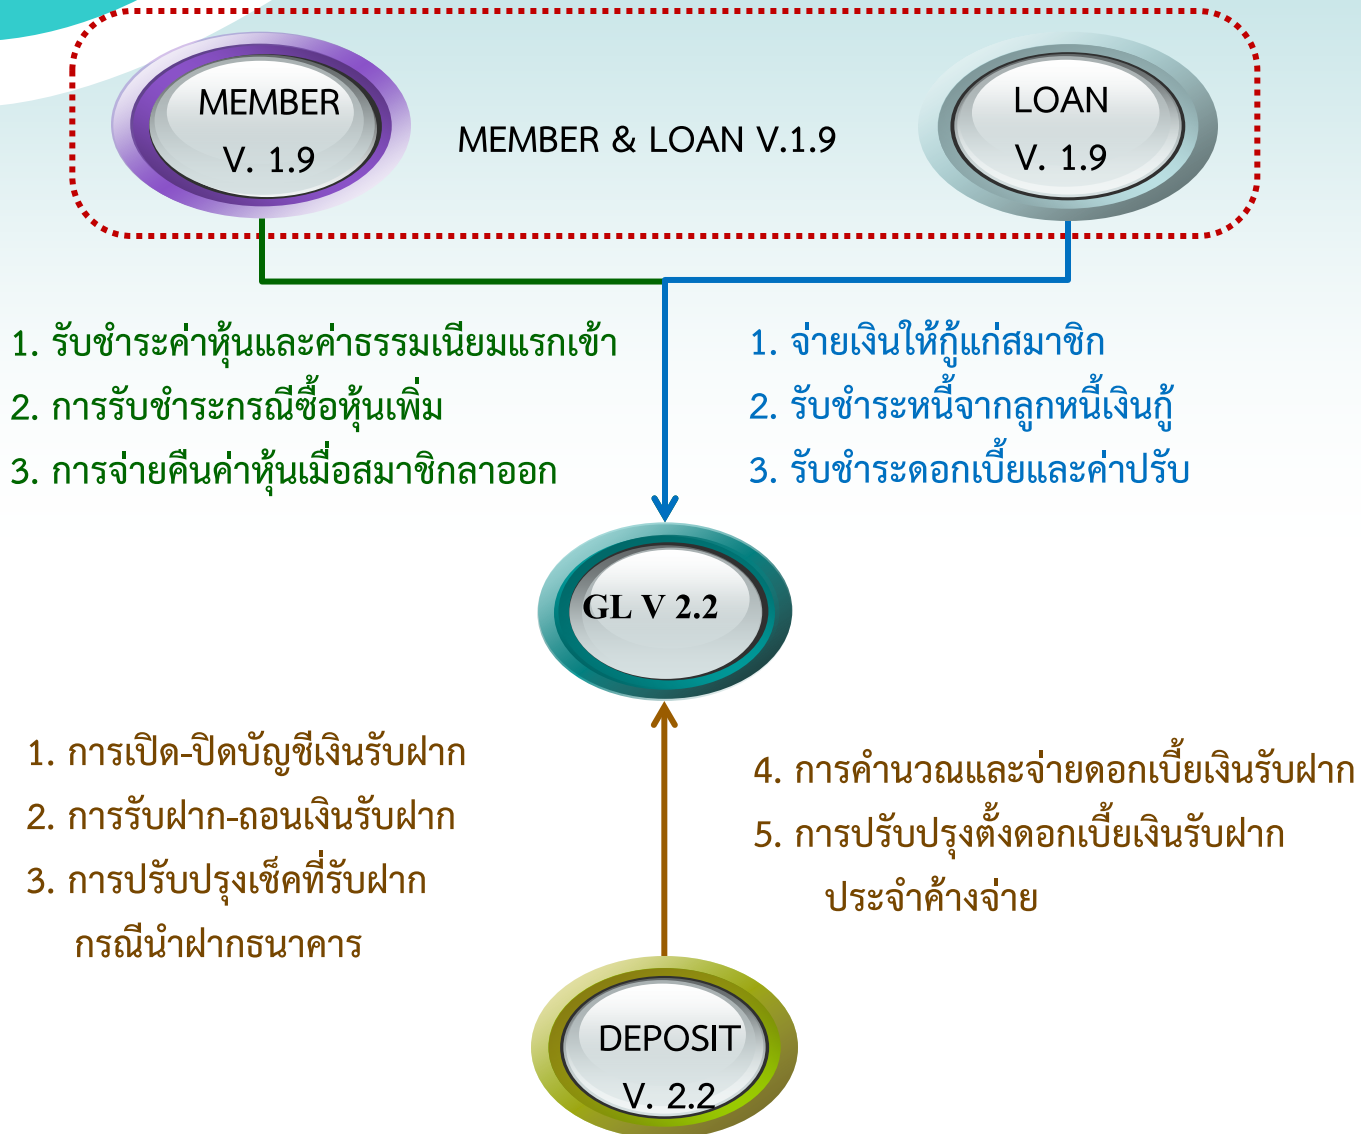 MEMBER
V. 1.9
MEMBER & LOAN V.1.9
LOAN
V. 1.9
1. รับชำระค่าหุ้นและค่าธรรมเนียมแรกเข้า
2. การรับชำระกรณีซื้อหุ้นเพิ่ม
3. การจ่ายคืนค่าหุ้นเมื่อสมาชิกลาออก
1. จ่ายเงินให้กู้แก่สมาชิก
2. รับชำระหนี้จากลูกหนี้เงินกู้
3. รับชำระดอกเบี้ยและค่าปรับ
GL V 2.2
1. การเปิด-ปิดบัญชีเงินรับฝาก
2. การรับฝาก-ถอนเงินรับฝาก
3. การปรับปรุงเช็คที่รับฝาก
กรณีนำฝากธนาคาร
4. การคำนวณและจ่ายดอกเบี้ยเงินรับฝาก
5. การปรับปรุงตั้งดอกเบี้ยเงินรับฝาก
ประจำค้างจ่าย
DEPOSIT
V. 2.2